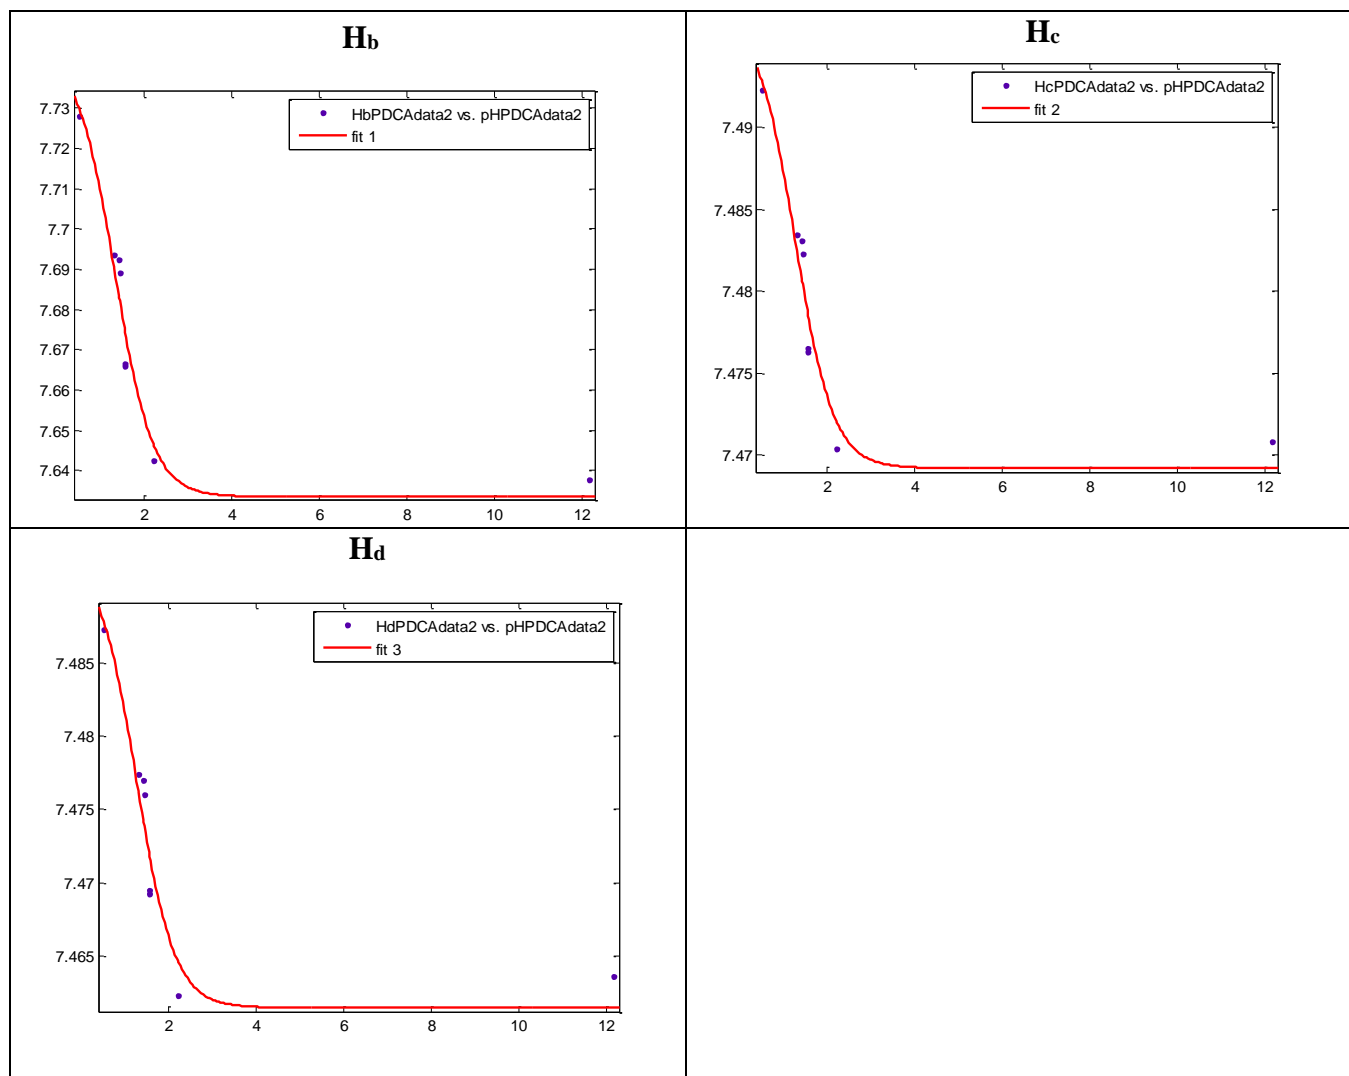 Hb
HbPDCAdata2 vs. pHPDCAdata2
fit 1
7.73
7.72
7.71
7.7
7.69
7.68
7.67
7.66
7.65
7.64
2 4 6 8 10 12
Hc
HcPDCAdata2 vs. pHPDCAdata2
fit 2
7.49
7.485
7.48
7.475
7.47
2 4 6 8 10 12
Hd
HdPDCAdata2 vs. pHPDCAdata2
fit 3
7.485
7.48
7.475
7.47
7.465
2 4 6 8 10 12